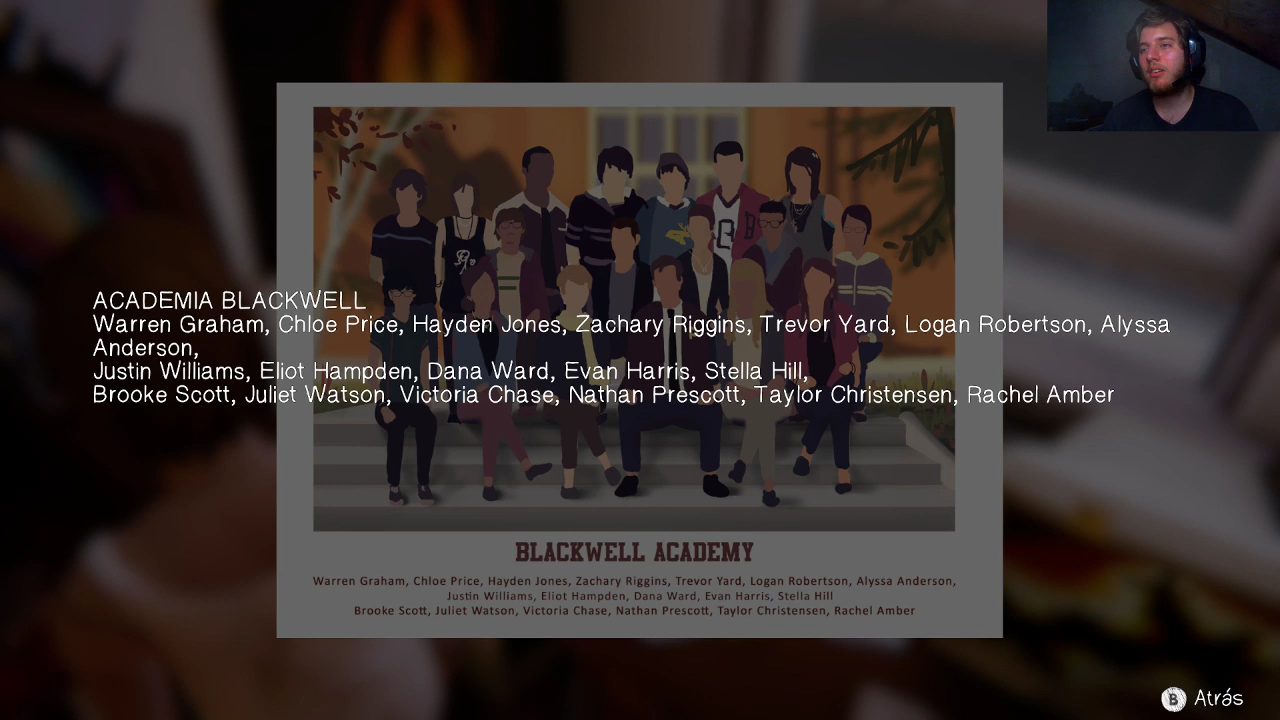 ACADEMIA BLACKWELL
Warren Graham, Chloe Price, Hayden Jones, Zachary Riggins, Trevor Yard, Logan Robertson, Alyssa
Anderson,
Justin Williams, Eliot Hampden, Dana Ward, Evan Harris, Stella Hill,
Brooke Scott, Juliet Watson, Victoria Chase, Nathan Prescott, Taylor Christensen, Rachel Amber
B
BLACKWELL ACADEMY
Warren Graham, Chloe Price, Hayden Jones, Zachary Riggins, Trevor Yard, Logan Robertson, Alyssa Anderson,
Justin Williams, Eliot Hampden, Dana Ward, Evan Harris, Stella Hill
Brooke Scott, Juliet Watson, Victoria Chase, Nathan Prescott, Taylor Christensen, Rachel Amber
B Atrás